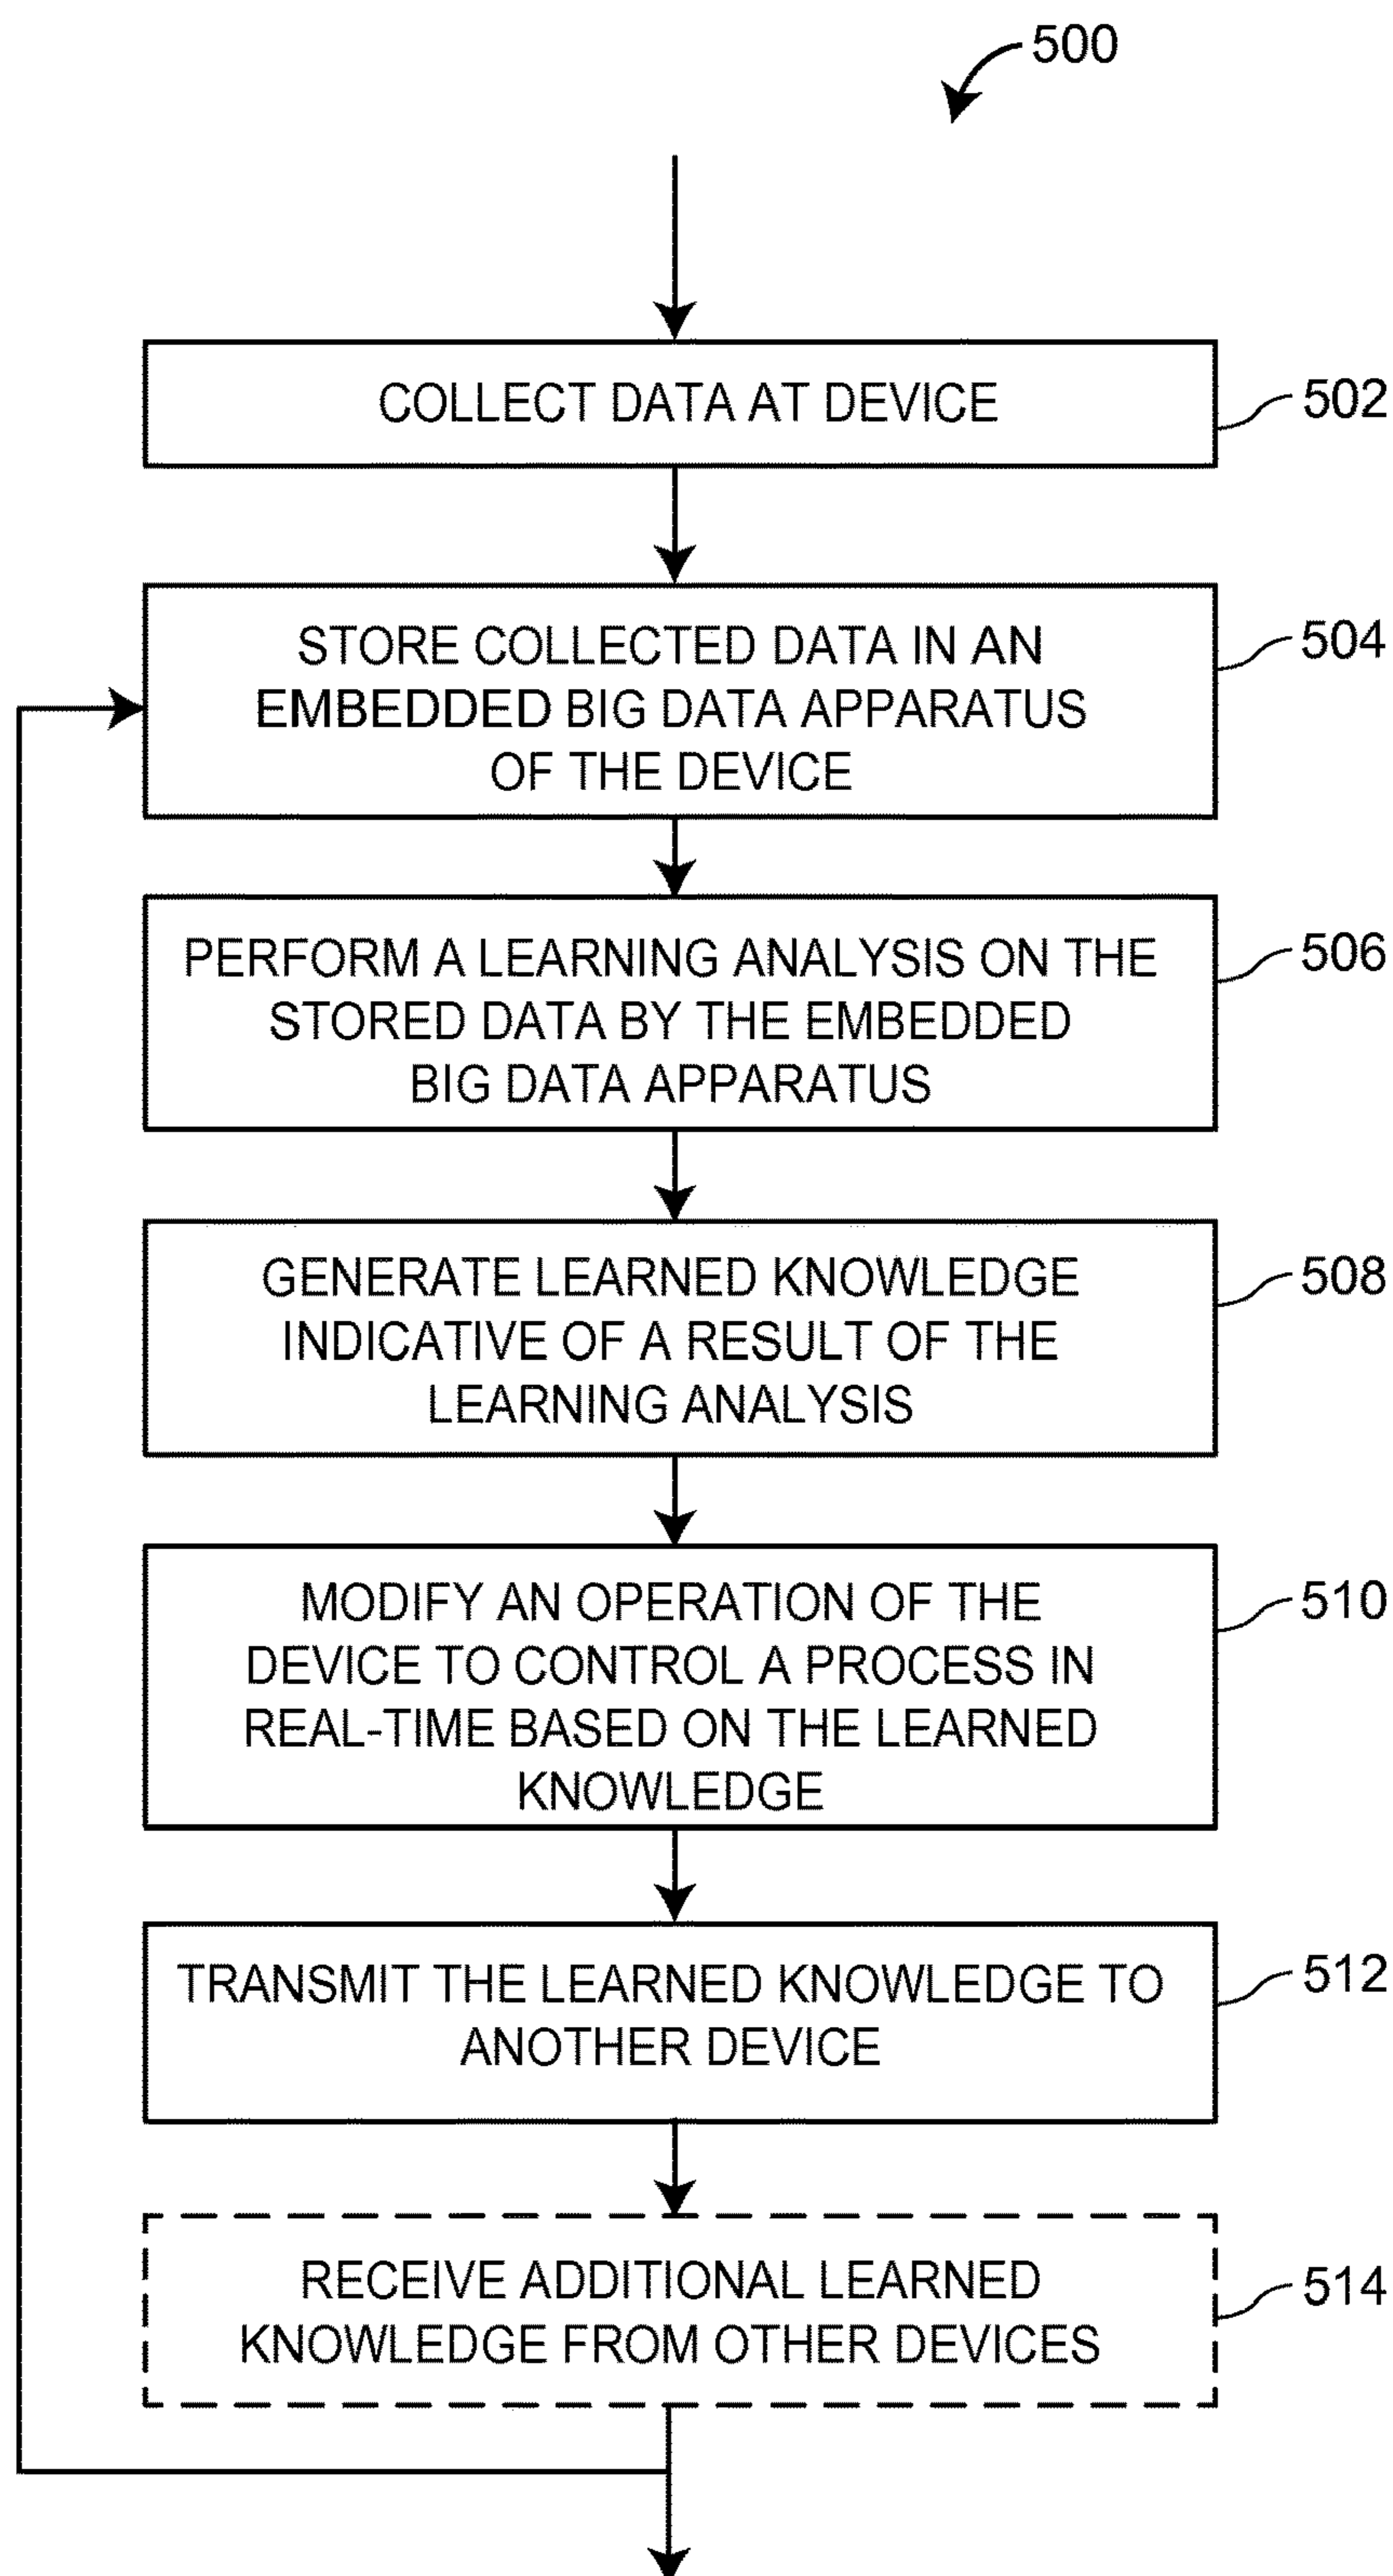 500
COLLECT DATA AT DEVICE
502
STORE COLLECTED DATA IN AN
EMBEDDED BIG DATA APPARATUS
OF THE DEVICE
504
PERFORM A LEARNING ANALYSIS ON THE
STORED DATA BY THE EMBEDDED
BIG DATA APPARATUS
506
GENERATE LEARNED KNOWLEDGE
INDICATIVE OF A RESULT OF THE
LEARNING ANALYSIS
508
MODIFY AN OPERATION OF THE
DEVICE TO CONTROL A PROCESS IN
REAL-TIME BASED ON THE LEARNED
KNOWLEDGE
510
TRANSMIT THE LEARNED KNOWLEDGE TO
ANOTHER DEVICE
512
RECEIVE ADDITIONAL LEARNED
KNOWLEDGE FROM OTHER DEVICES
514